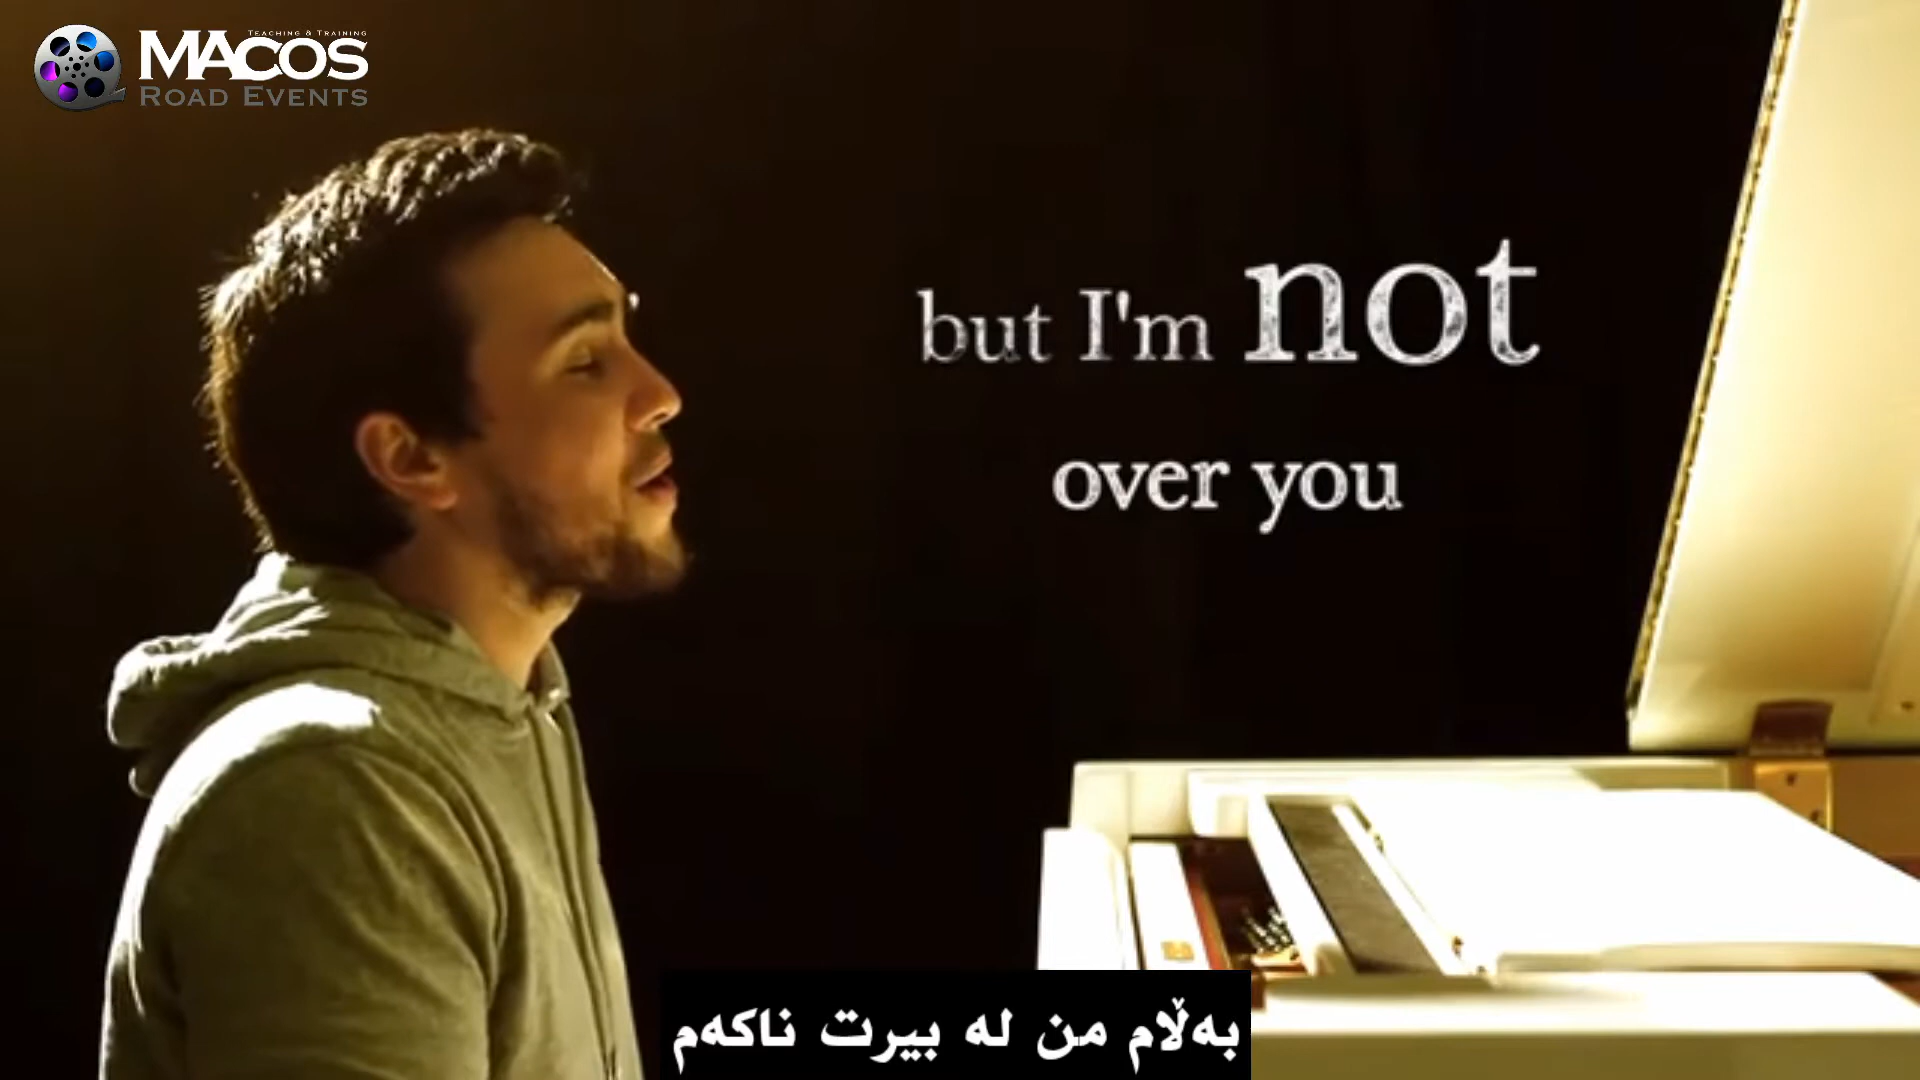 TEACHING & TRAINING
MACOS
ROAD EVENTS
but I'm not
over you
بەڵام من لە بیرت ناکەم